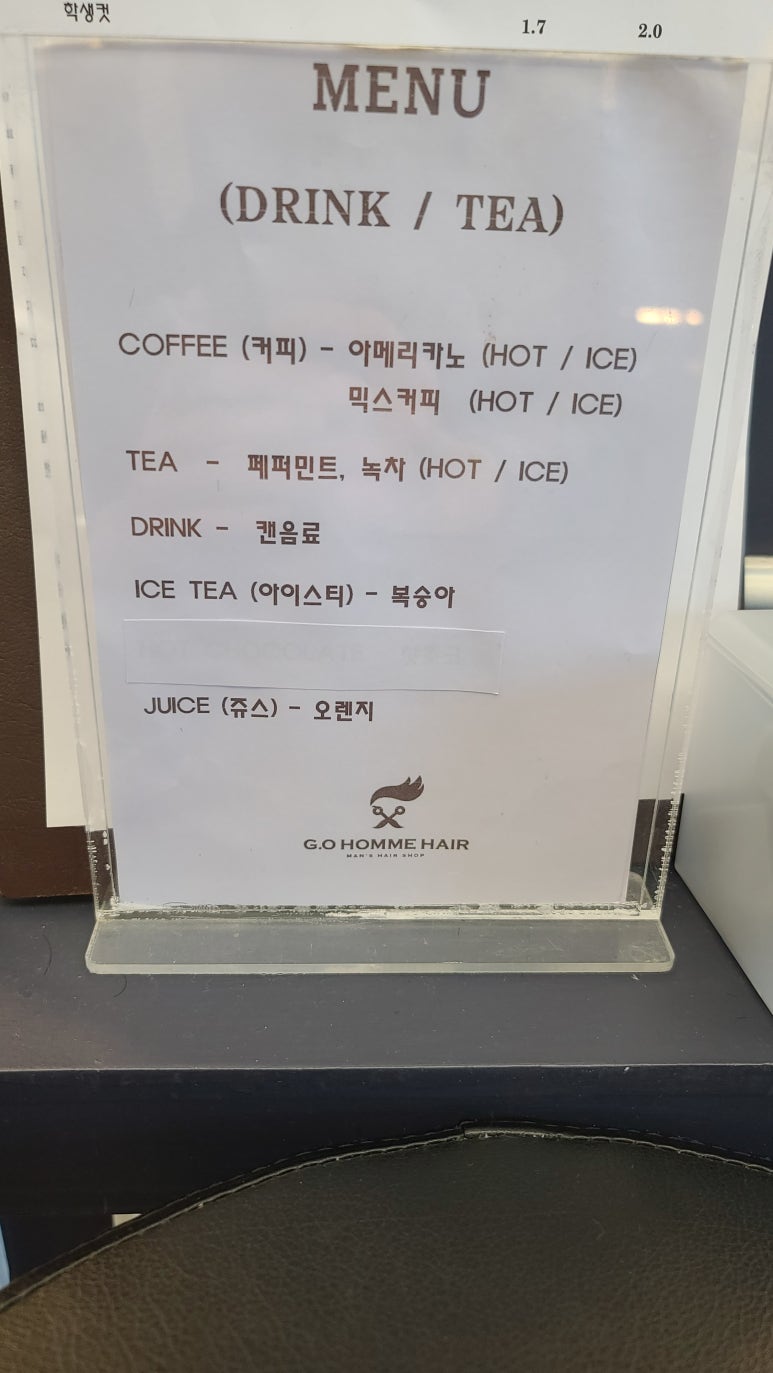 학생컷
1.7 2.0
MENU
(DRINK / TEA)
COFFEE (커피) - 아메리카노 (HOT / ICE)
믹스커피 (HOT / ICE)
TEA - 페퍼민트, 녹차 (HOT / ICE)
DRINK - 캔음료
ICE TEA (아이스티) - 복숭아
HOT CHOCOLATE -
JUICE (쥬스) - 오렌지
G.O HOMME HAIR
MAN'S HAIR SHOP